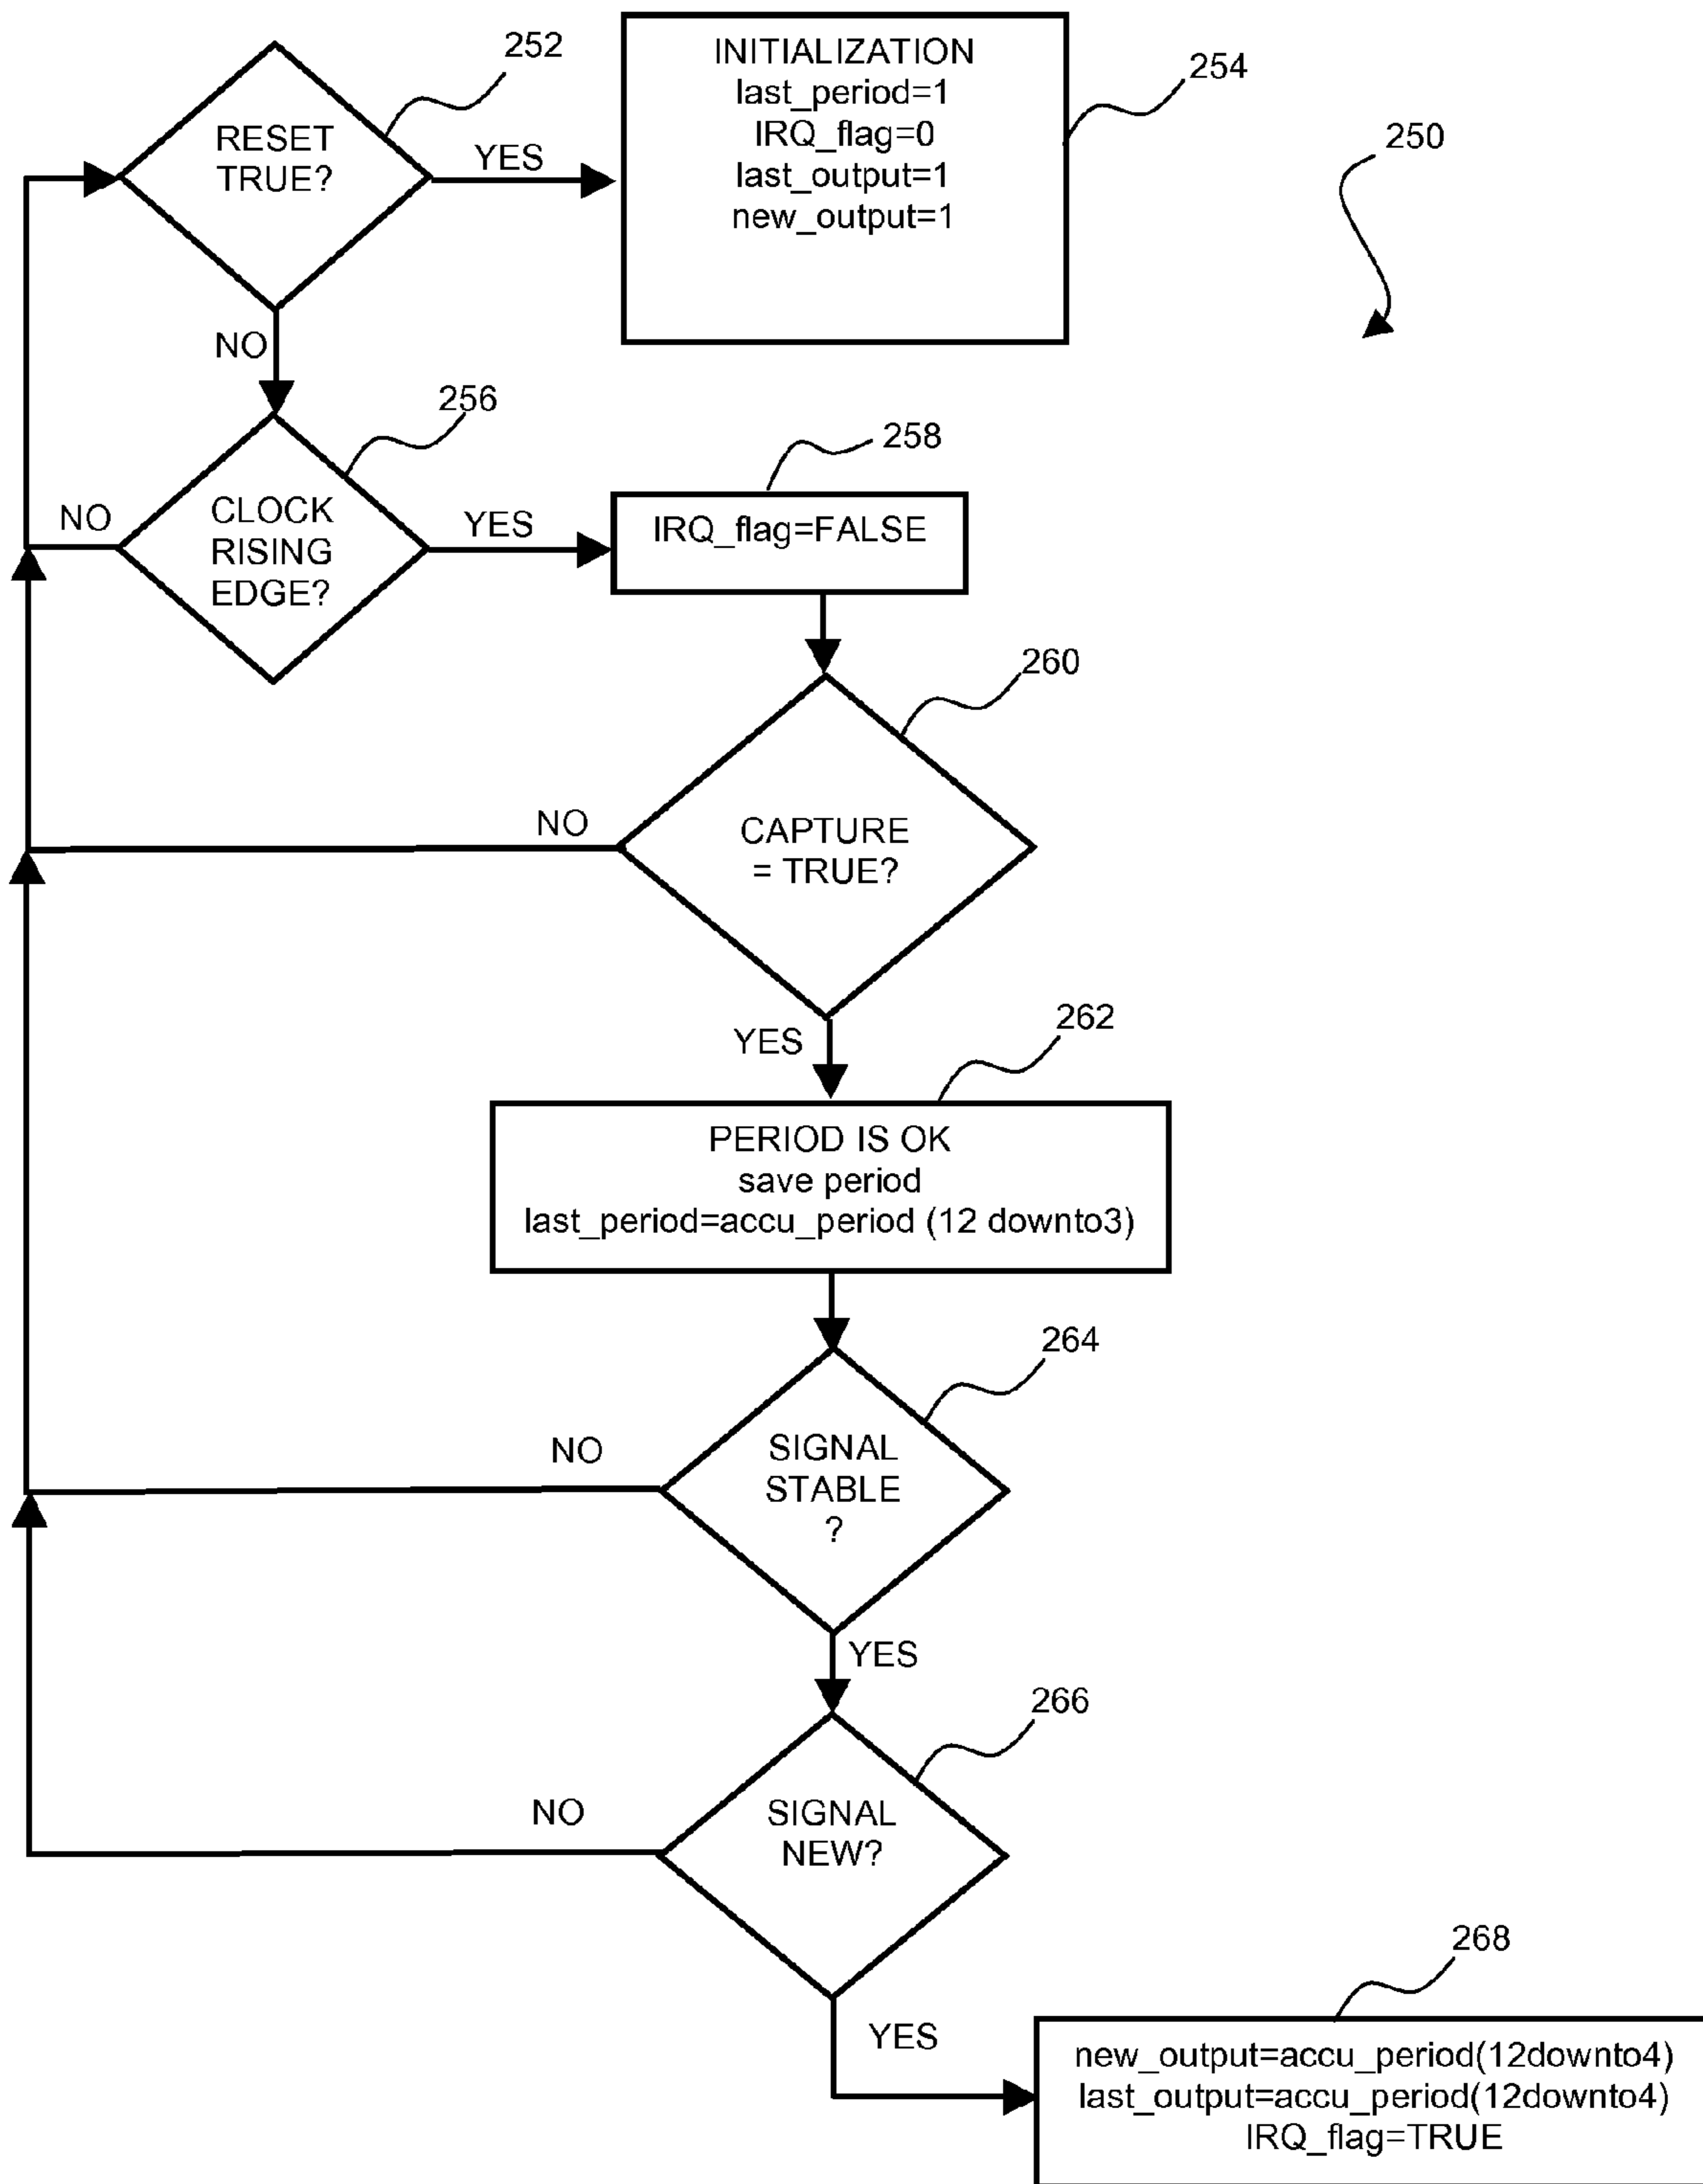 252
RESET
TRUE?
YES
INITIALIZATION
last_period=1
IRQ_flag=0
last_output=1
new_output=1
254
250
NO
256
CLOCK
RISING
EDGE?
NO
YES
258
IRQ_flag=FALSE
260
CAPTURE
= TRUE?
NO
YES
262
PERIOD IS OK
save period
last_period=accu_period (12 downto3)
264
SIGNAL
STABLE
?
NO
YES
266
SIGNAL
NEW?
NO
YES
268
new_output=accu_period(12downto4)
last_output=accu_period(12downto4)
IRQ_flag=TRUE